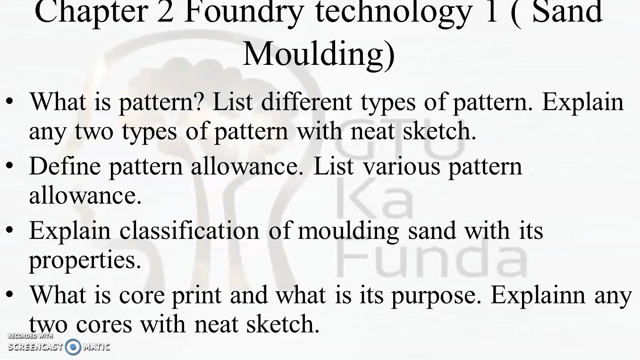 Chapter 2 Foundry technology 1 ( Sand
Moulding)
• What is pattern? List different types of pattern. Explain
any two types of pattern with neat sketch.
• Define pattern allowance. List various pattern
allowance.
• Explain classification of moulding sand with its
properties.
• What is core print and what is its purpose. Explainn any
two cores with neat sketch.
GTU
Ka
Funda
RECORDED WITH
SCREENCAST MATIC